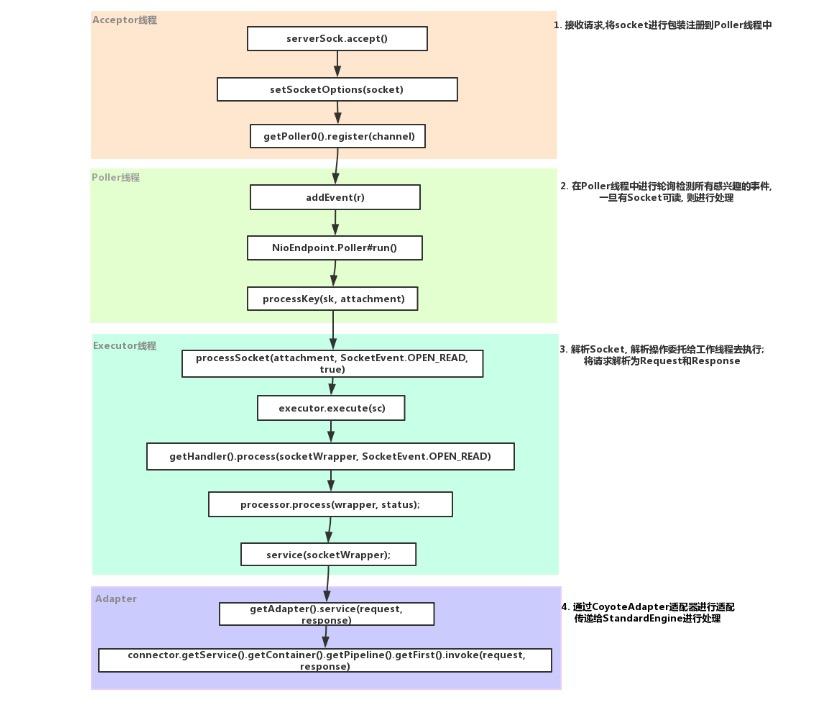 Acceptor线程
1. 接收请求,将socket进行包装注册到Poller线程中
serverSock.accept()
setSocketOptions(socket)
getPoller0().register(channel)
Poller线程
2. 在Poller线程中进行轮询检测所有感兴趣的事件,
一旦有Socket可读, 则进行处理
addEvent(r)
NioEndpoint.Poller#run()
processKey(sk, attachment)
Executor线程
3. 解析Socket, 解析操作委托给工作线程去执行;
将请求解析为Request和Response
processSocket(attachment, SocketEvent.OPEN_READ,
true)
executor.execute(sc)
getHandler().process(socketWrapper, SocketEvent.OPEN_READ)
processor.process(wrapper, status);
service(socketWrapper);
Adapter
4. 通过CoyoteAdapter适配器进行适配
传递给StandardEngine进行处理
getAdapter().service(request,
response)
connector.getService().getContainer().getPipeline().getFirst().invoke(request,
response)